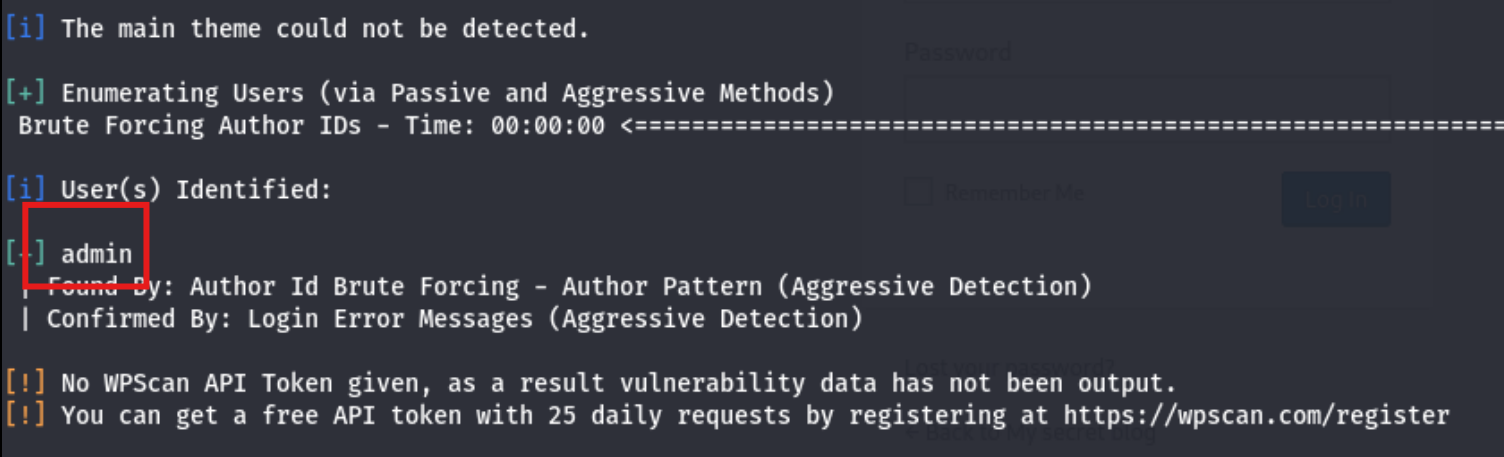 [i] The main theme could not be detected.
Password
[+] Enumerating Users (via Passive and Aggressive Methods)
Brute Forcing Author IDs - Time: 00:00:00 <=============================================================
[i] User(s) Identified:
Remember Me
Log In
[+] admin
| Found By: Author Id Brute Forcing - Author Pattern (Aggressive Detection)
| Confirmed By: Login Error Messages (Aggressive Detection)
Lost your password?
[!] No WPScan API Token given, as a result vulnerability data has not been output.
[!] You can get a free API token with 25 daily requests by registering at https://wpscan.com/register
← Back to My secret blog